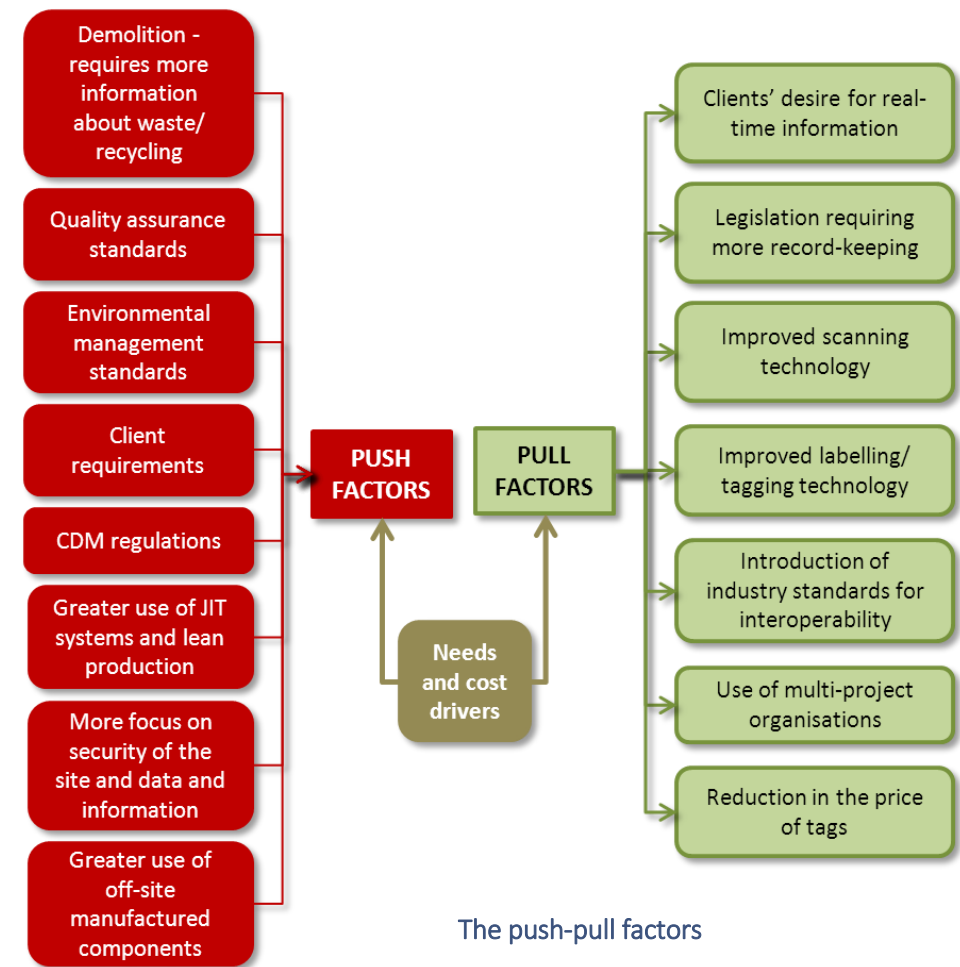 Demolition -
requires more
information
about waste/
recycling
Quality assurance
standards
Environmental
management
standards
Client
requirements
CDM regulations
Greater use of JIT
systems and lean
production
More focus on
security of the
site and data and
information
Greater use of
off-site
manufactured
components
PUSH
FACTORS
PULL
FACTORS
Needs
and cost
drivers
Clients’ desire for real-
time information
Legislation requiring
more record-keeping
Improved scanning
technology
Improved labelling/
tagging technology
Introduction of
industry standards for
interoperability
Use of multi-project
organisations
Reduction in the price
of tags
The push-pull factors